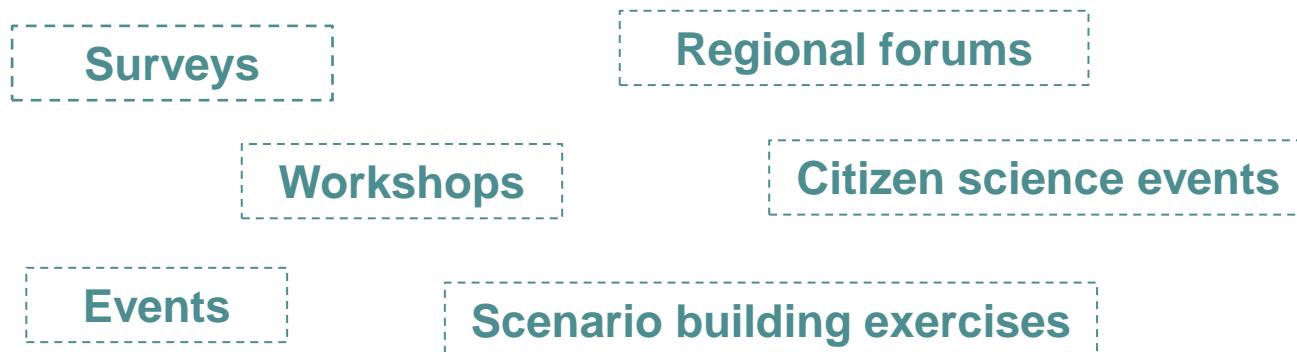 Surveys
Regional forums
Workshops
Citizen science events
Events
Scenario building exercises